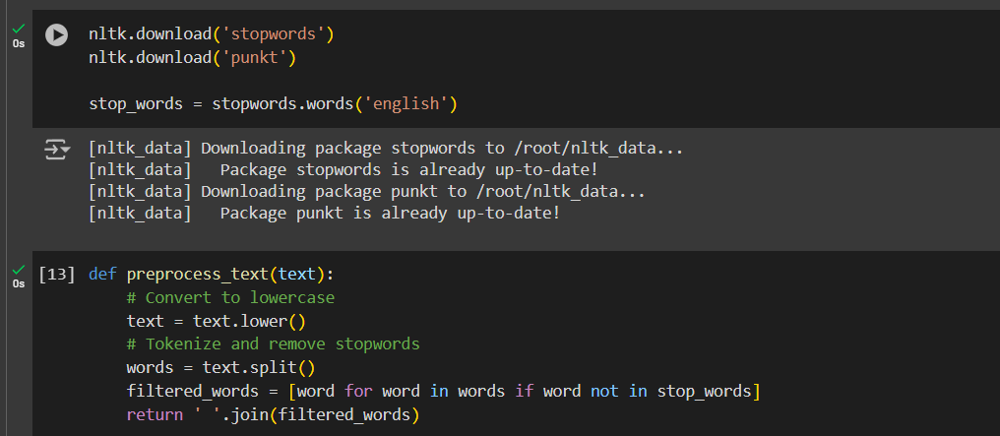 0s
nltk.download('stopwords')
nltk.download('punkt')
stop_words = stopwords.words('english')
[nltk_data] Downloading package stopwords to /root/nltk_data...
[nltk_data]   Package stopwords is already up-to-date!
[nltk_data] Downloading package punkt to /root/nltk_data...
[nltk_data]   Package punkt is already up-to-date!
0s
[13] def preprocess_text(text):
    # Convert to lowercase
    text = text.lower()
    # Tokenize and remove stopwords
    words = text.split()
    filtered_words = [word for word in words if word not in stop_words]
    return ' '.join(filtered_words)